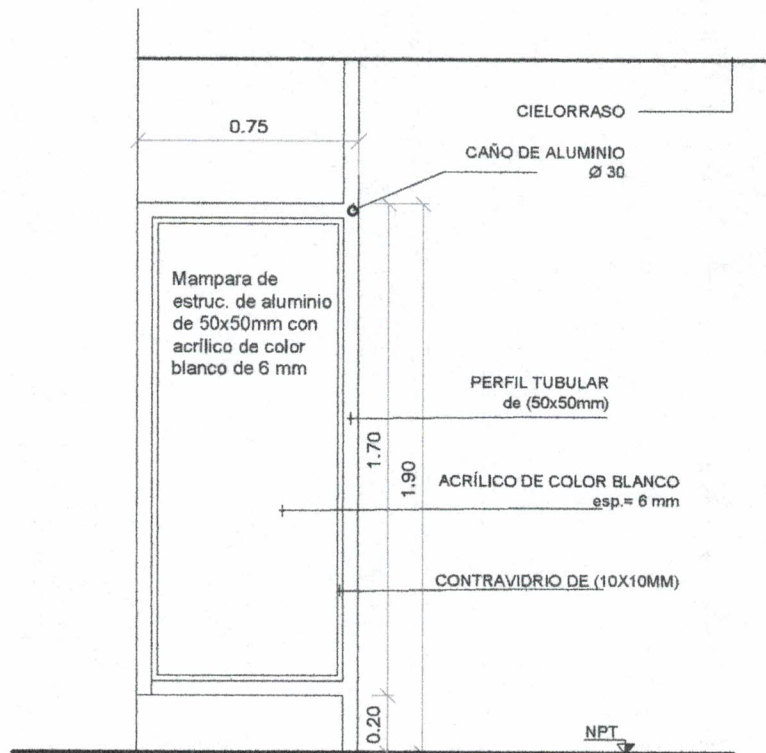 CIELORRASO
0.75
CAÑO DE ALUMINIO
Ø 30
Mampara de
estruc. de aluminio
de 50x50mm con
acrílico de color
blanco de 6 mm
PERFIL TUBULAR
de (50x50mm)
1.70
1.90
ACRÍLICO DE COLOR BLANCO
esp.= 6 mm
CONTRAVIDRIO DE (10X10MM)
0.20
NPT